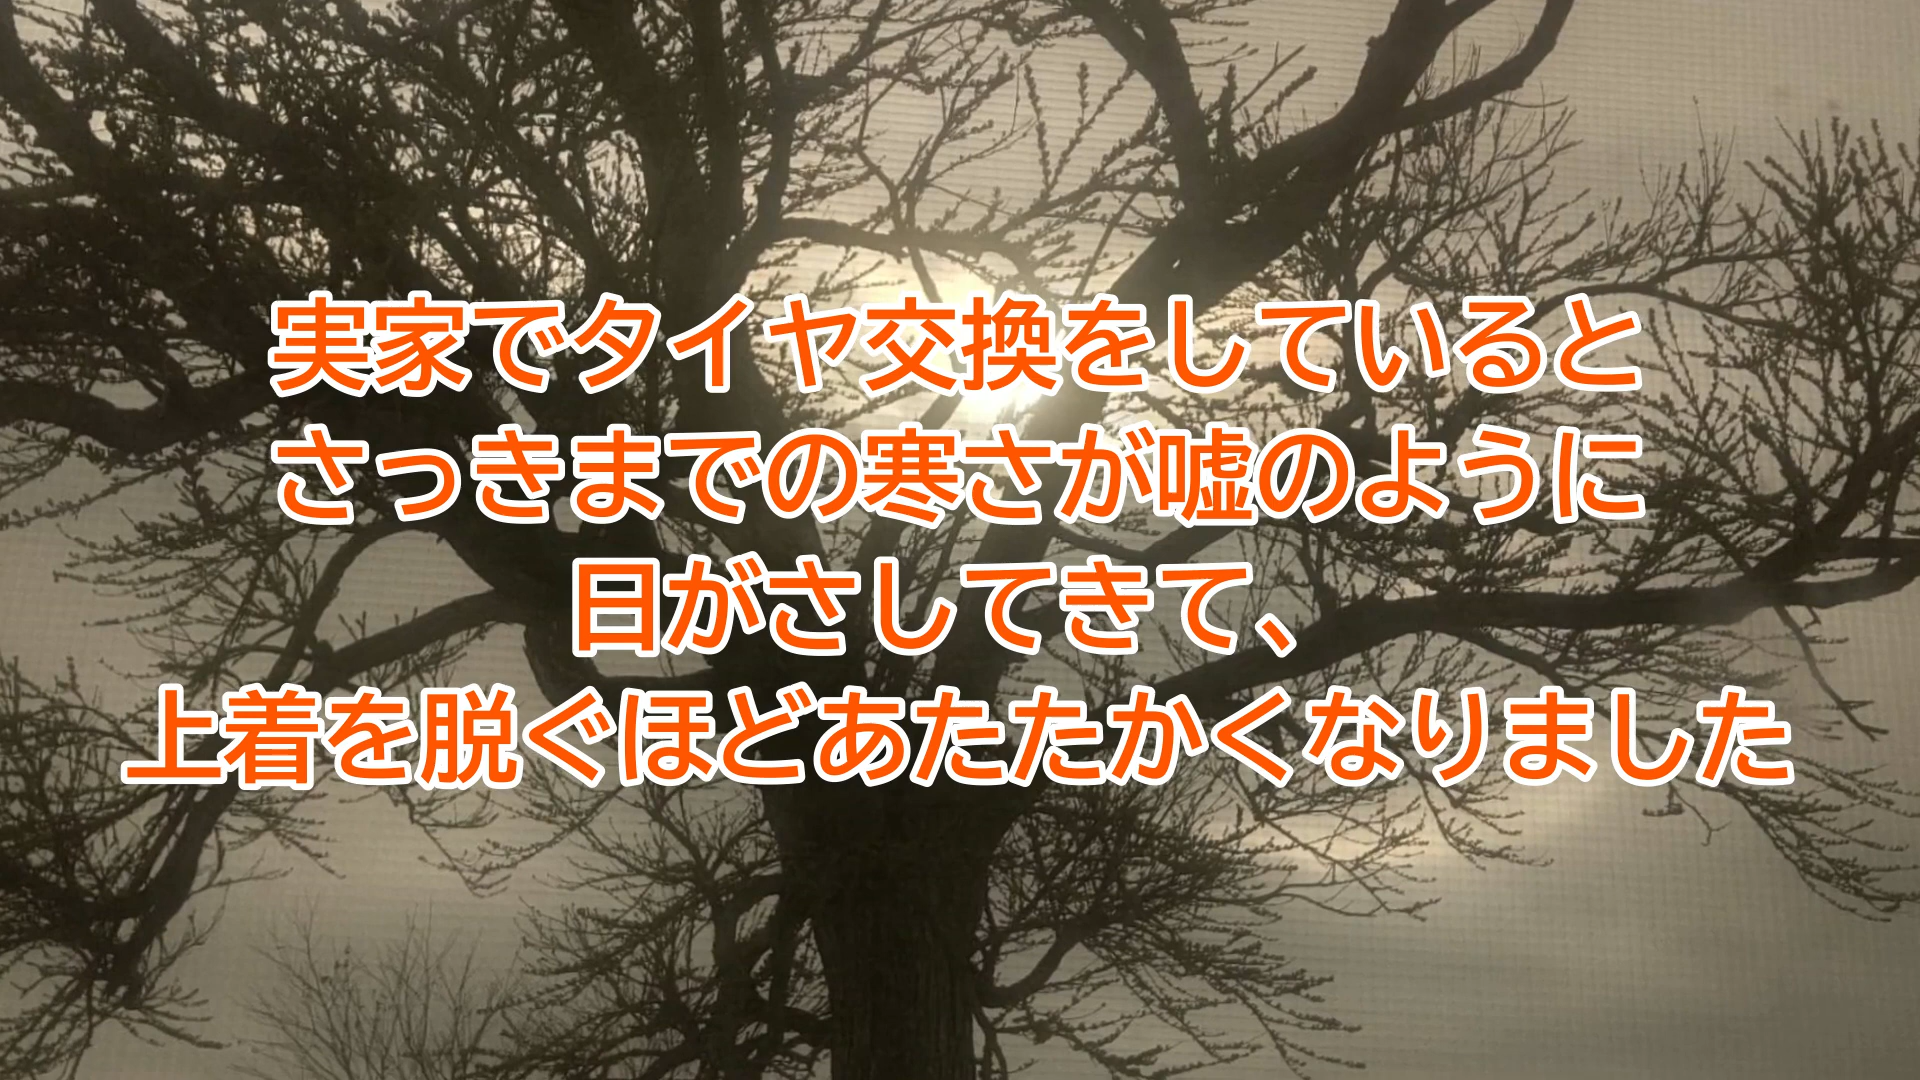 実家でタイヤ交換をしていると
さっきまでの寒さが嘘のように
日がさしてきて、
上着を脱ぐほどあたたかくなりました